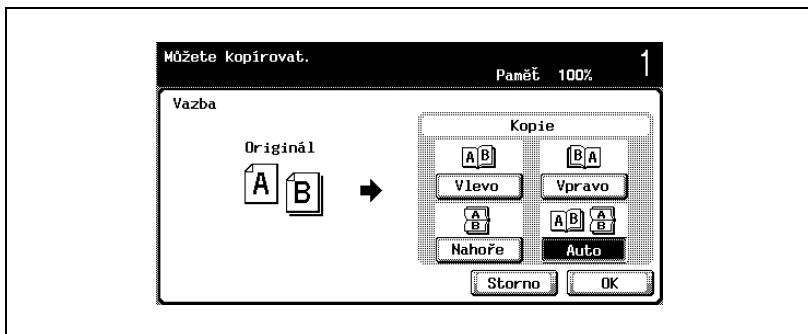 Můžete kopírovat.
Paměť 100% 1
Vazba
Kopie
Originál
A B
A B
B A
Vlevo Vpravo
A B
A B A B
Nahoře Auto
Storno OK